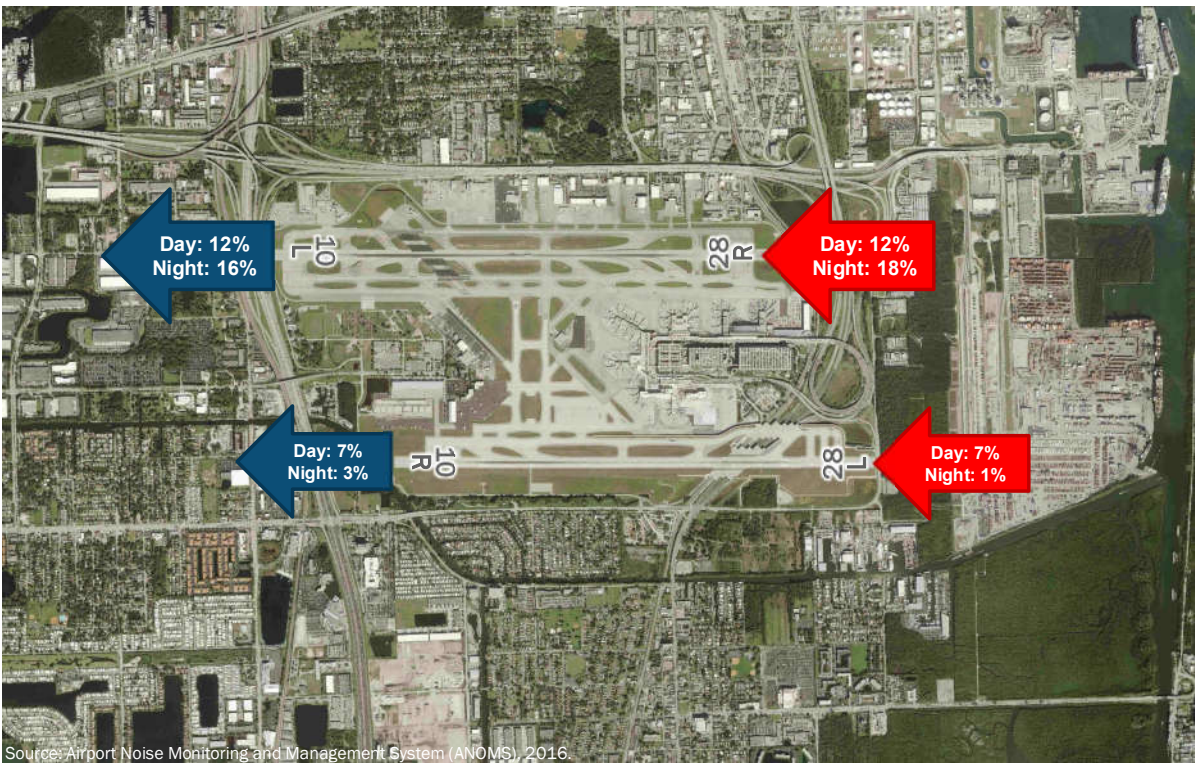 Day: 12%
Night: 16%
10
L
28
R
Day: 12%
Night: 18%
Day: 7%
Night: 3%
10
R
28
L
Day: 7%
Night: 1%
Source: Airport Noise Monitoring and Management System (ANOMS), 2016.